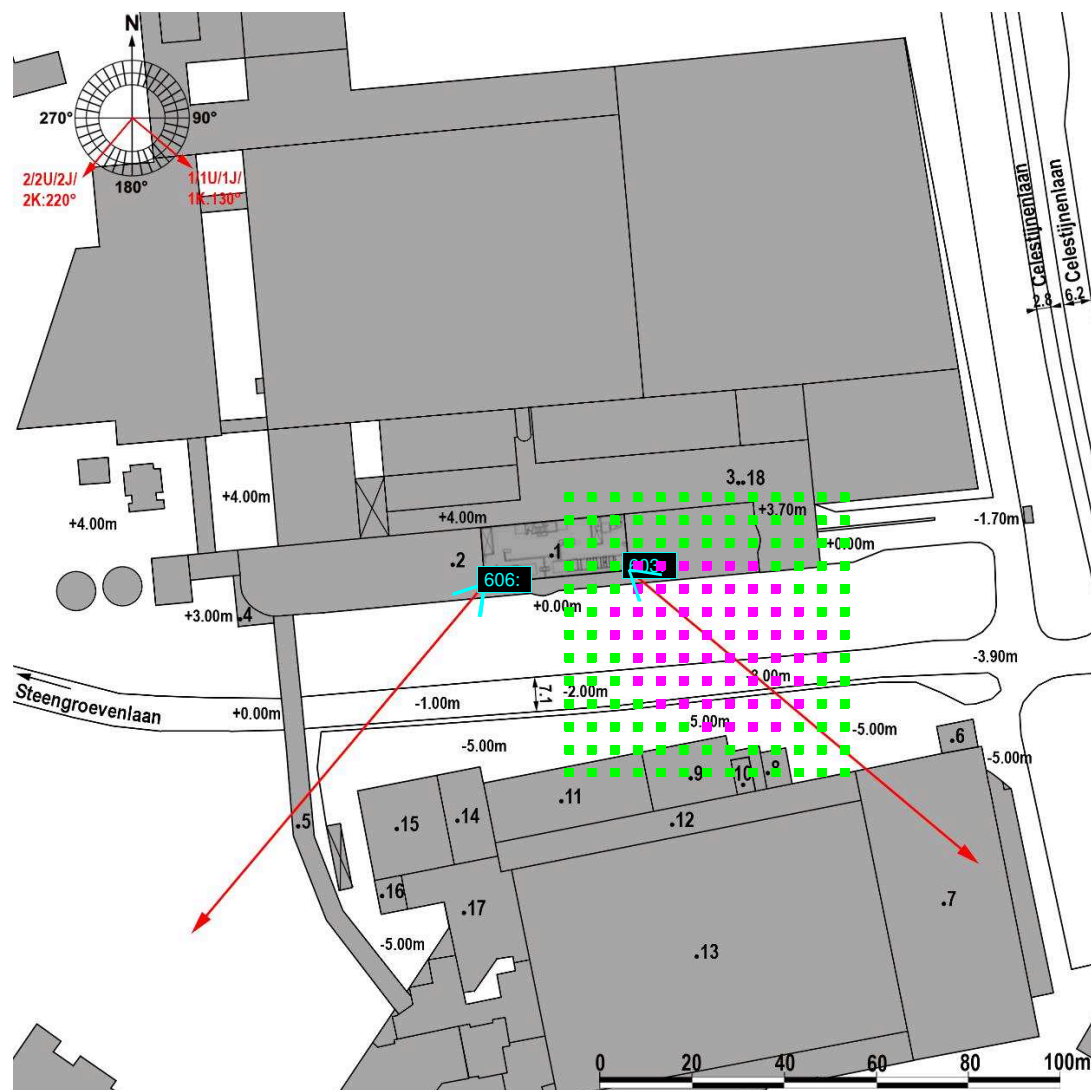 N
270°
90°
180°
2/2U/2J/
2K:220°
1/1U/1J/
1K:130°
Celestijnenlaan
Celestijnenlaan
2.8
6.2
3..18
+4.00m
+4.00m
+4.00m
+3.70m
-1.70m
+0.00m
.2
.1
606:
+3.00m
.4
+0.00m
-3.90m
Steengroevenlaan
+0.00m
-1.00m
7.1
-2.00m
-5.00m
-5.00m
-5.00m
.6
.5
.15
.14
.11
.9
10
.8
.12
.16
.17
.7
-5.00m
.13
0 20 40 60 80 100m